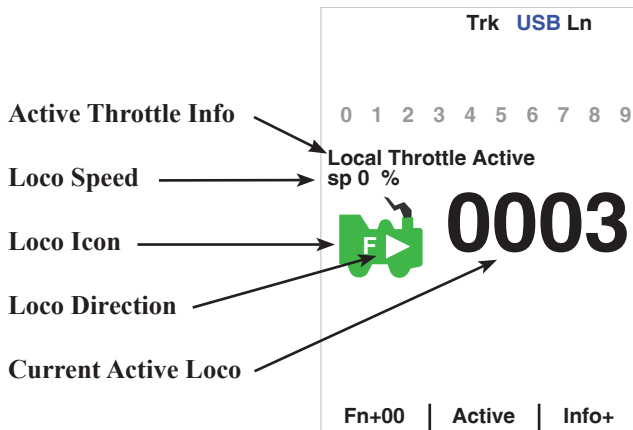 Trk USB Ln
0 1 2 3 4 5 6 7 8 9
Active Throttle Info
Local Throttle Active
Loco Speed
sp 0 %
Loco Icon
F
0003
Loco Direction
Current Active Loco
Fn+00 | Active | Info+